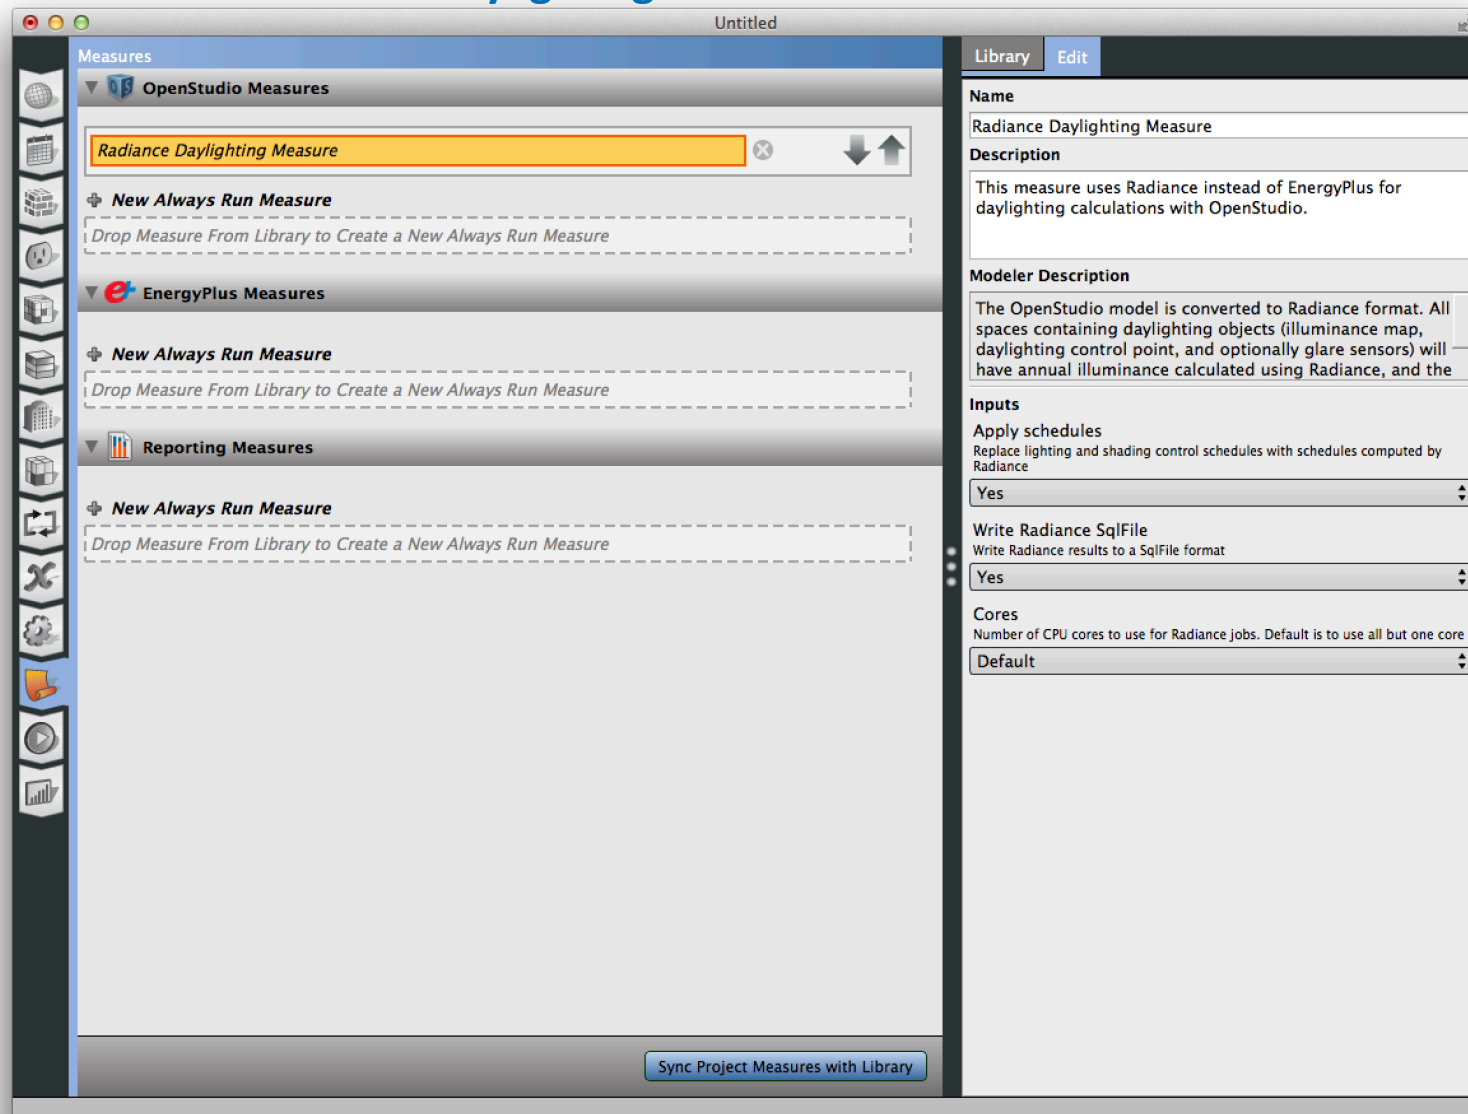 Untitled
Measures
OpenStudio Measures
Radiance Daylighting Measure
New Always Run Measure
Drop Measure From Library to Create a New Always Run Measure
EnergyPlus Measures
New Always Run Measure
Drop Measure From Library to Create a New Always Run Measure
Reporting Measures
New Always Run Measure
Drop Measure From Library to Create a New Always Run Measure
Sync Project Measures with Library
Library Edit
Name
Radiance Daylighting Measure
Description
This measure uses Radiance instead of EnergyPlus for
daylighting calculations with OpenStudio.
Modeler Description
The OpenStudio model is converted to Radiance format. All
spaces containing daylighting objects (illuminance map,
daylighting control point, and optionally glare sensors) will
have annual illuminance calculated using Radiance, and the
Inputs
Apply schedules
Replace lighting and shading control schedules with schedules computed by
Radiance
Yes
Write Radiance SqlFile
Write Radiance results to a SqlFile format
Yes
Cores
Number of CPU cores to use for Radiance jobs. Default is to use all but one core
Default